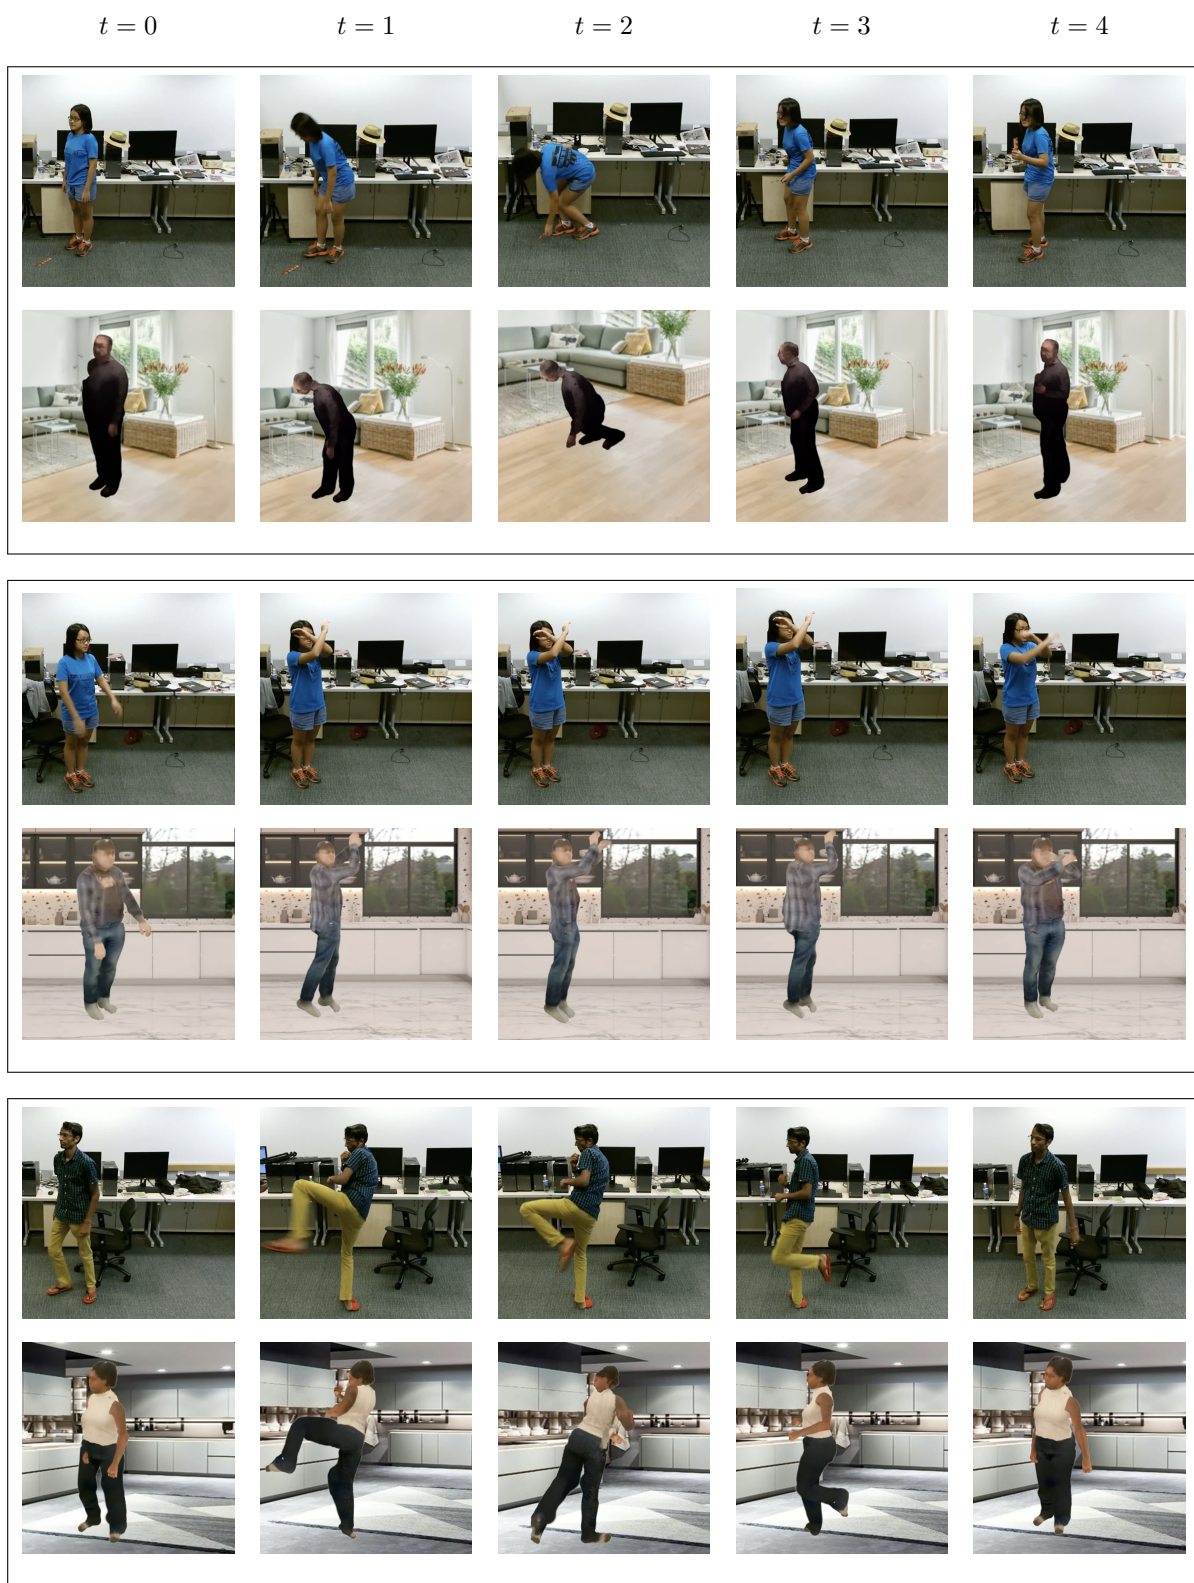 t = 0 t = 1 t = 2 t = 3 t = 4